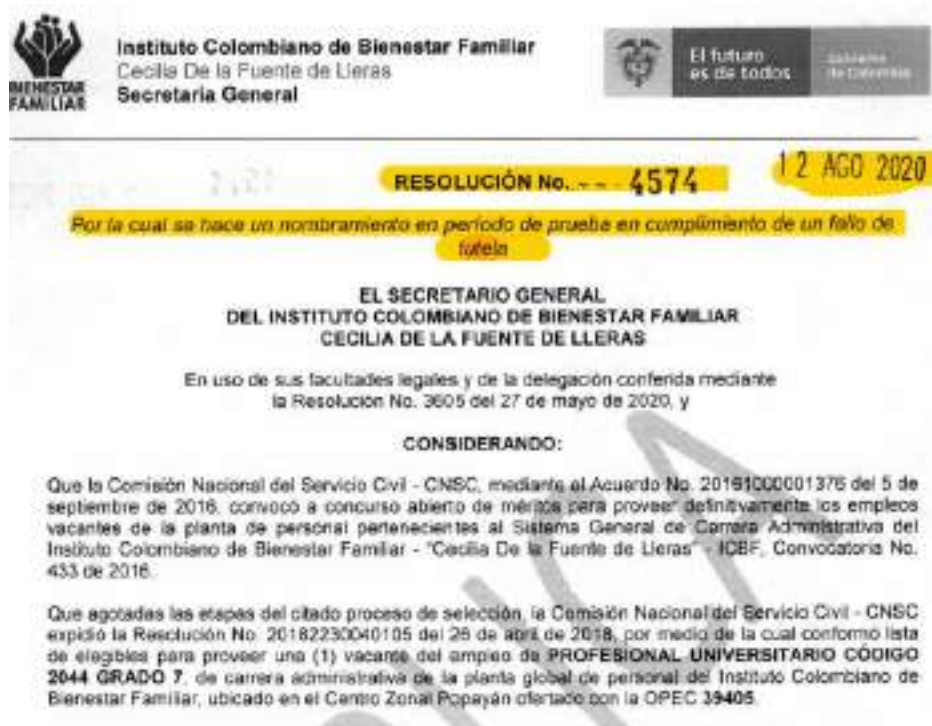 BIENESTAR
FAMILIAR
Instituto Colombiano de Bienestar Familiar
Cecilia De la Fuente de Lleras
Secretaria General
El futuro
es de todos
Gobierno
de Colombia
RESOLUCIÓN No. - - - 4574
12 AGO 2020
Por la cual se hace un nombramiento en período de prueba en cumplimiento de un fallo de
tutela
EL SECRETARIO GENERAL
DEL INSTITUTO COLOMBIANO DE BIENESTAR FAMILIAR
CECILIA DE LA FUENTE DE LLERAS
En uso de sus facultades legales y de la delegación conferida mediante
la Resolución No. 3605 del 27 de mayo de 2020, y
CONSIDERANDO:
Que la Comisión Nacional del Servicio Civil - CNSC, mediante el Acuerdo No. 20161000001376 del 5 de
septiembre de 2016, convocó a concurso abierto de méritos para proveer definitivamente los empleos
vacantes de la planta de personal pertenecientes al Sistema General de Carrera Administrativa del
Instituto Colombiano de Bienestar Familiar - "Cecilia De la Fuente de Lleras" - ICBF, Convocatoria No.
433 de 2016.
Que agotadas las etapas del citado proceso de selección, la Comisión Nacional del Servicio Civil - CNSC
expidió la Resolución No. 20182230040105 del 26 de abril de 2018, por medio de la cual conformo lista
de elegibles para proveer una (1) vacante del empleo de PROFESIONAL UNIVERSITARIO CÓDIGO
2044 GRADO 7, de carrera administrativa de la planta global de personal del Instituto Colombiano de
Bienestar Familiar, ubicado en el Centro Zonal Popayán ofertado con la OPEC 39405.